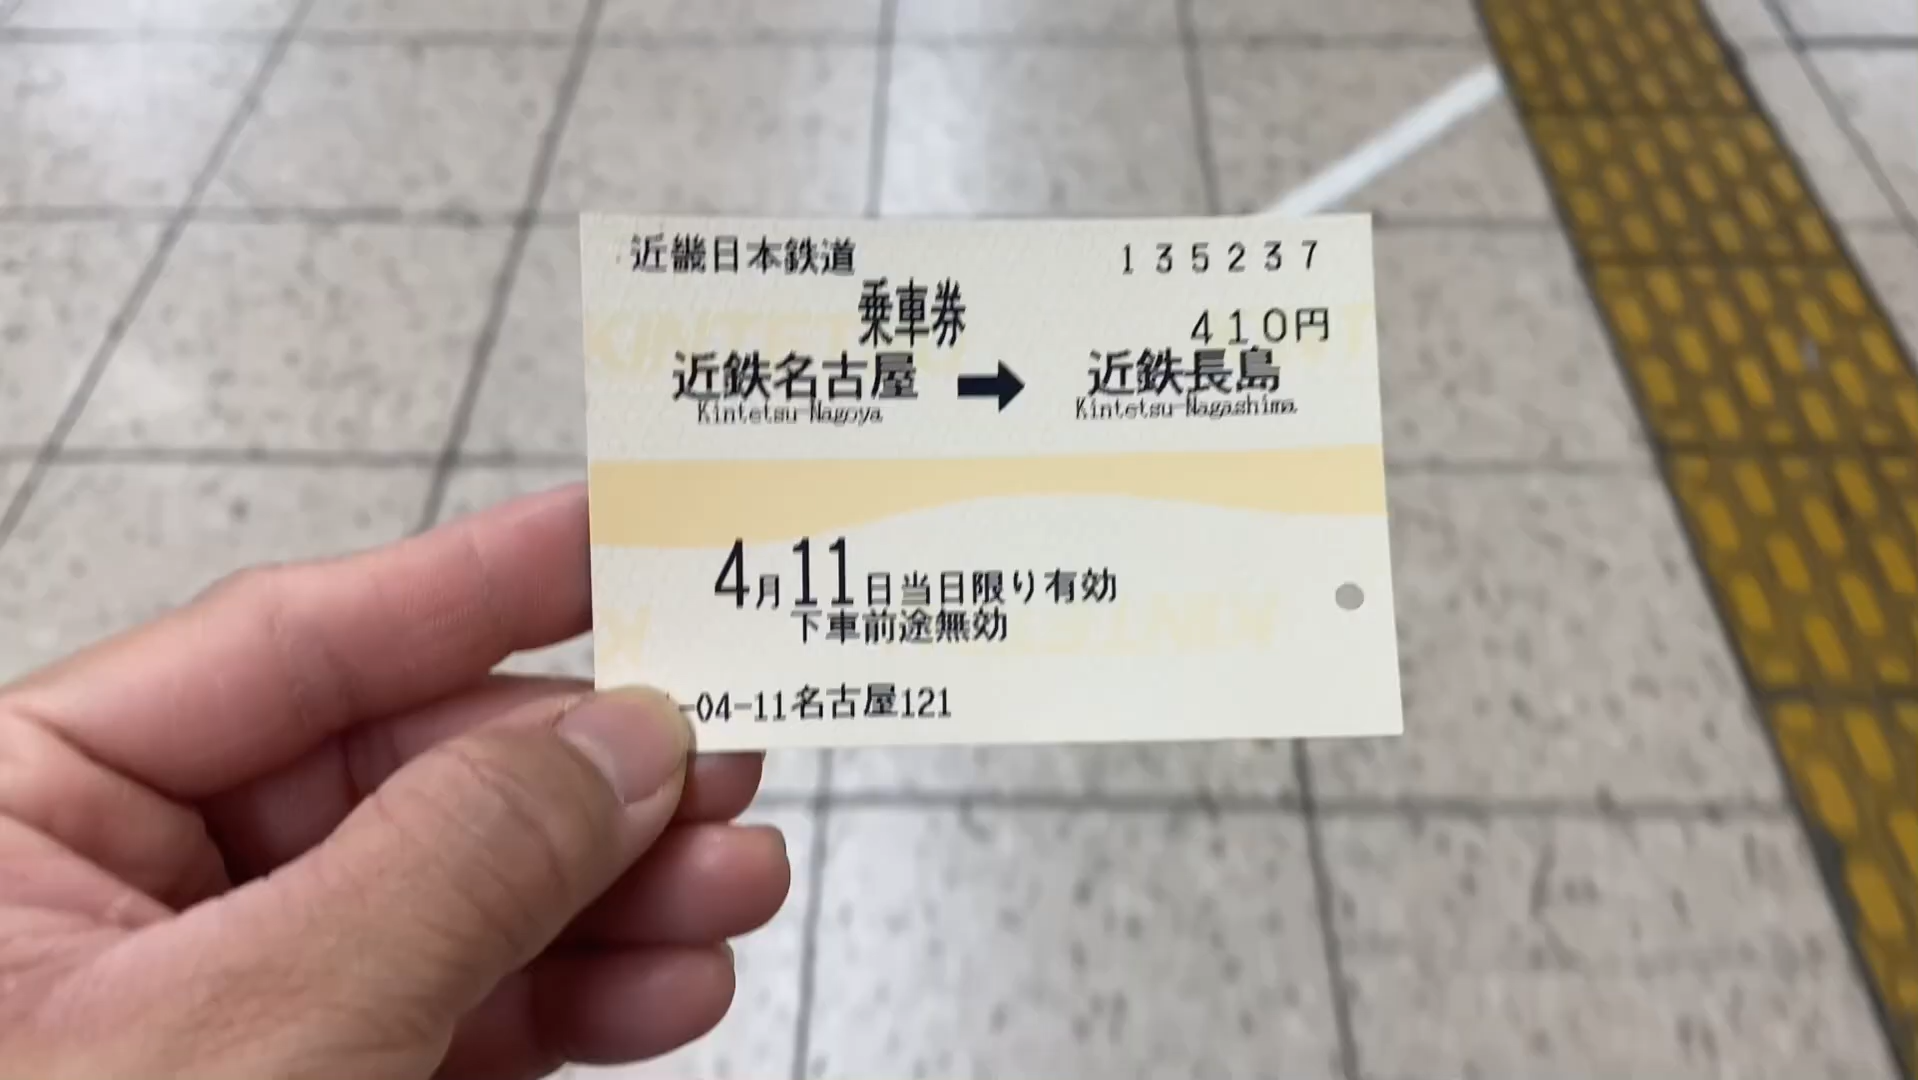 近畿日本鉄道
135237
乗車券
410円
近鉄名古屋 ➡ 近鉄長島
Kintetsu-Nagoya Kintetsu-Nagashima
4月11日当日限り有効
下車前途無効
-04-11名古屋121